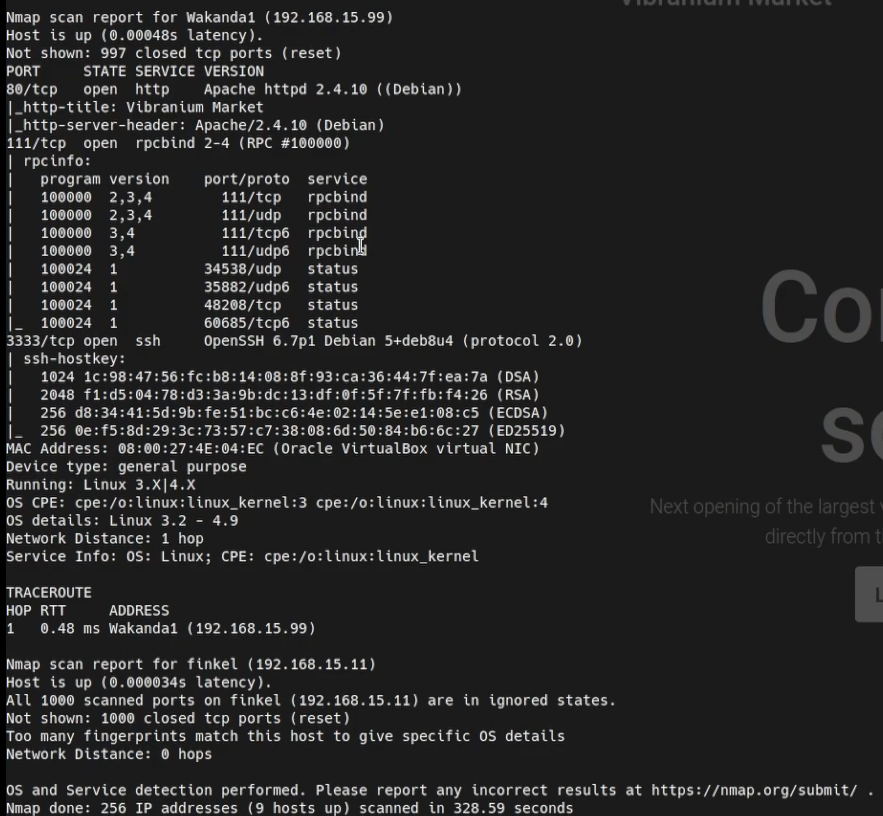 Vibranium Market
Nmap scan report for Wakanda1 (192.168.15.99)
Host is up (0.00048s latency).
Not shown: 997 closed tcp ports (reset)
PORT     STATE SERVICE VERSION
80/tcp   open  http    Apache httpd 2.4.10 ((Debian))
|_http-title: Vibranium Market
|_http-server-header: Apache/2.4.10 (Debian)
111/tcp  open  rpcbind 2-4 (RPC #100000)
| rpcinfo:
|   program version    port/proto  service
|   100000  2,3,4        111/tcp   rpcbind
|   100000  2,3,4        111/udp   rpcbind
|   100000  3,4          111/tcp6  rpcbind
|   100000  3,4          111/udp6  rpcbind
|   100024  1          34538/udp   status
|   100024  1          35882/udp6  status
|   100024  1          48208/tcp   status
|_  100024  1          60685/tcp6  status
3333/tcp open  ssh     OpenSSH 6.7p1 Debian 5+deb8u4 (protocol 2.0)
| ssh-hostkey:
|   1024 1c:98:47:56:fc:b8:14:08:8f:93:ca:36:44:7f:ea:7a (DSA)
|   2048 f1:d5:04:78:d3:3a:9b:dc:13:df:0f:5f:7f:fb:f4:26 (RSA)
|   256 d8:34:41:5d:9b:fe:51:bc:c6:4e:02:14:5e:e1:08:c5 (ECDSA)
|_  256 0e:f5:8d:29:3c:73:57:c7:38:08:6d:50:84:b6:6c:27 (ED25519)
MAC Address: 08:00:27:4E:04:EC (Oracle VirtualBox virtual NIC)
Device type: general purpose
Running: Linux 3.X|4.X
OS CPE: cpe:/o:linux:linux_kernel:3 cpe:/o:linux:linux_kernel:4
OS details: Linux 3.2 - 4.9
Network Distance: 1 hop
Service Info: OS: Linux; CPE: cpe:/o:linux:linux_kernel
TRACEROUTE
HOP RTT     ADDRESS
1   0.48 ms Wakanda1 (192.168.15.99)
Nmap scan report for finkel (192.168.15.11)
Host is up (0.000034s latency).
All 1000 scanned ports on finkel (192.168.15.11) are in ignored states.
Not shown: 1000 closed tcp ports (reset)
Too many fingerprints match this host to give specific OS details
Network Distance: 0 hops
OS and Service detection performed. Please report any incorrect results at https://nmap.org/submit/ .
Nmap done: 256 IP addresses (9 hosts up) scanned in 328.59 seconds
Next opening of the largest
directly from